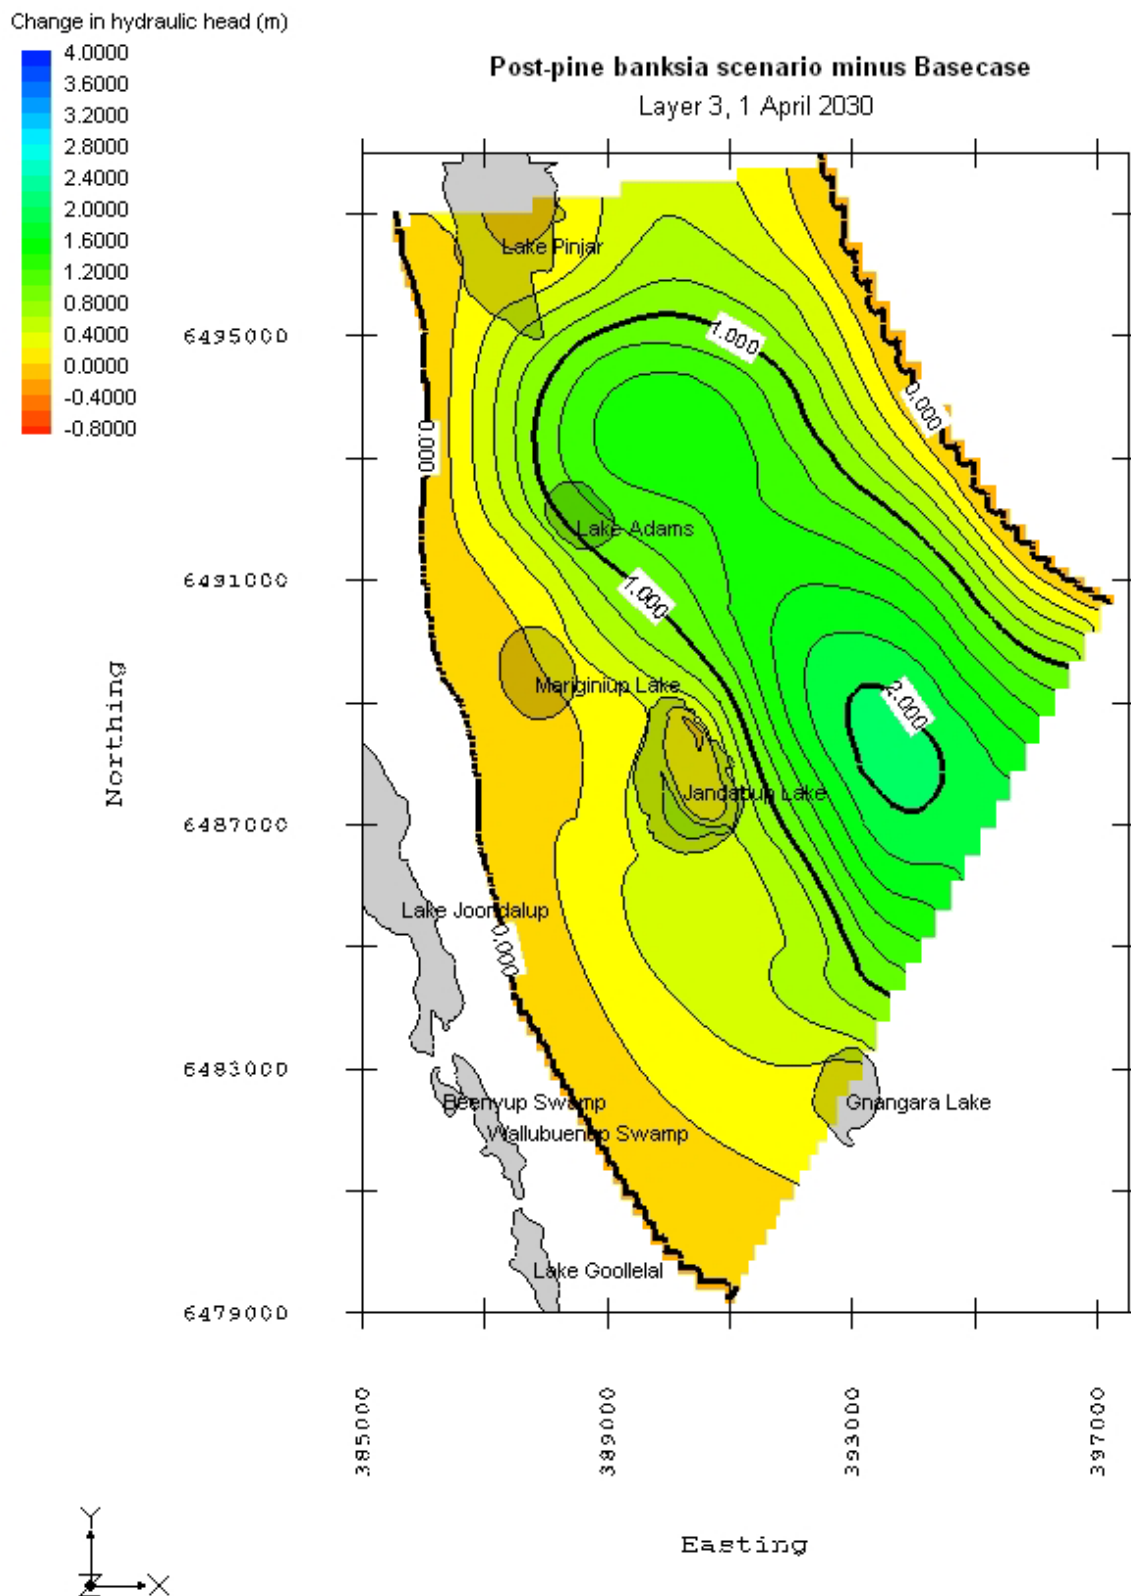 Change in hydraulic head (m)
4.0000
3.6000
3.2000
2.8000
2.4000
2.0000
1.6000
1.2000
0.8000
0.4000
0.0000
-0.4000
-0.8000
Post-pine banksia scenario minus Basecase
Layer 3, 1 April 2030
Lake Pinjar
6495000
1.000
0.000
0.000
Lake Adams
6491000
1.000
Mariginiup Lake
2.000
Northing
Jandabup Lake
6487000
Lake Joondalup
0.000
6483000
Beenyup Swamp
Gnangara Lake
Wallubuenup Swamp
Lake Goollelal
6479000
385000
389000
393000
397000
Easting
Y
Z
X